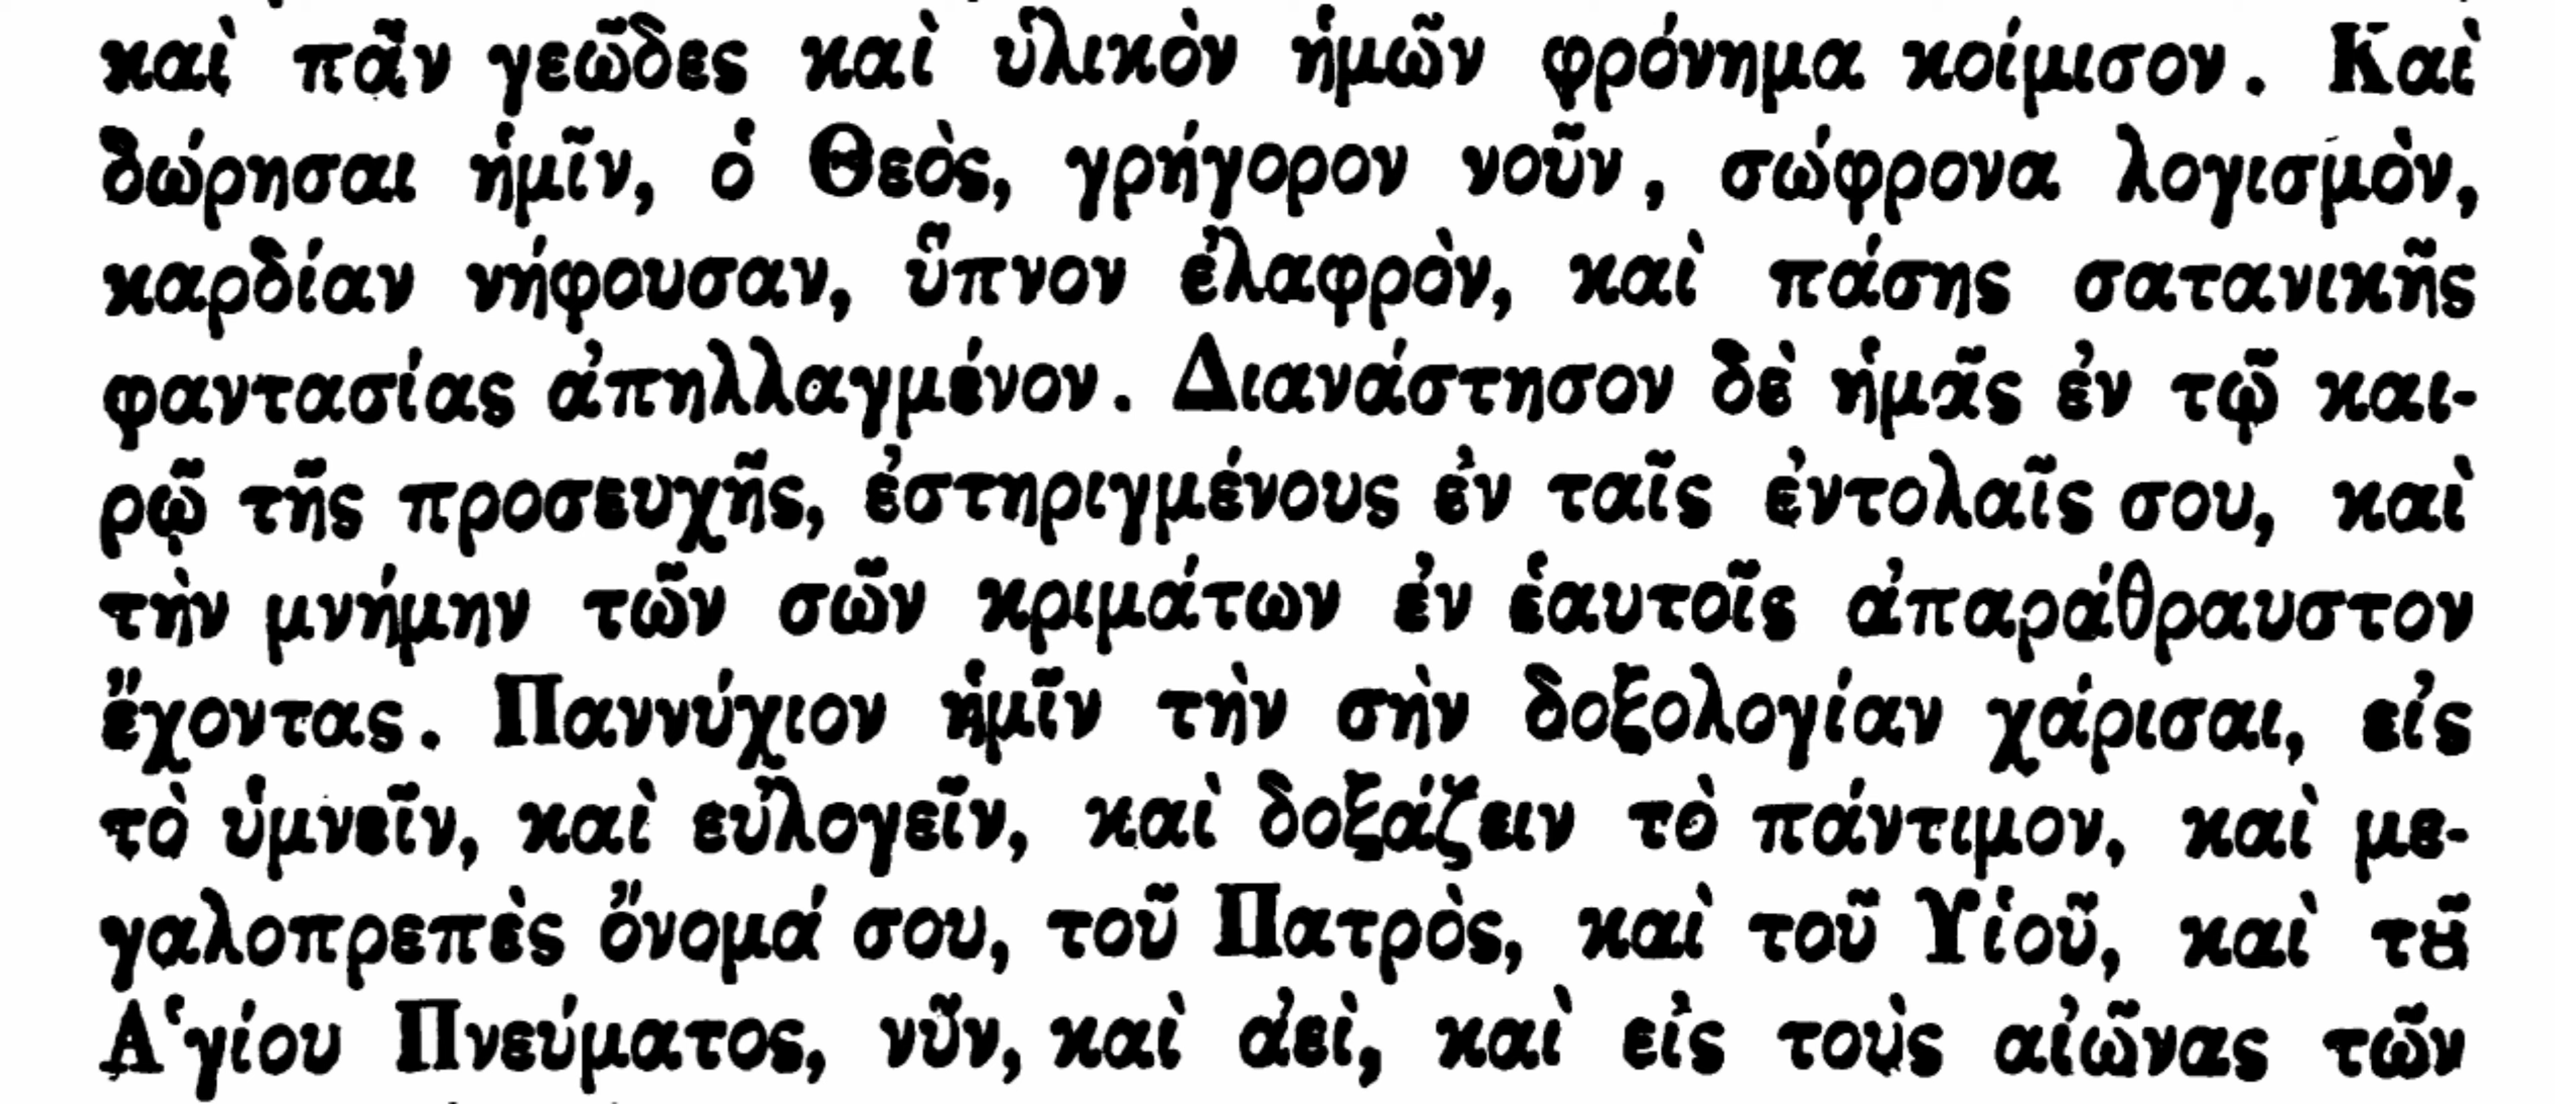 καὶ πᾶν γεῶδες καὶ ὑλικὸν ἡμῶν φρόνημα κοίμισον. Καὶ
δώρησαι ἡμῖν, ὁ Θεὸς, γρήγορον νοῦν, σώφρονα λογισμὸν,
καρδίαν νήφουσαν, ὕπνον ἐλαφρὸν, καὶ πάσης σατανικῆς
φαντασίας ἀπηλλαγμένον. Διανάστησον δὲ ἡμᾶς ἐν τῷ και-
ρῷ τῆς προσευχῆς, ἐστηριγμένους ἐν ταῖς ἐντολαῖς σου, καὶ
τὴν μνήμην τῶν σῶν κριμάτων ἐν ἑαυτοῖς ἀπαράθραυστον
ἔχοντας. Παννύχιον ἡμῖν τὴν σὴν δοξολογίαν χάρισαι, εἰς
τὸ ὑμνεῖν, καὶ εὐλογεῖν, καὶ δοξάζειν τὸ πάντιμον, καὶ με-
γαλοπρεπὲς ὄνομά σου, τοῦ Πατρὸς, καὶ τοῦ Υἱοῦ, καὶ τȣ͂
Ἁγίου Πνεύματος, νῦν, καὶ ἀεὶ, καὶ εἰς τοὺς αἰῶνας τῶν